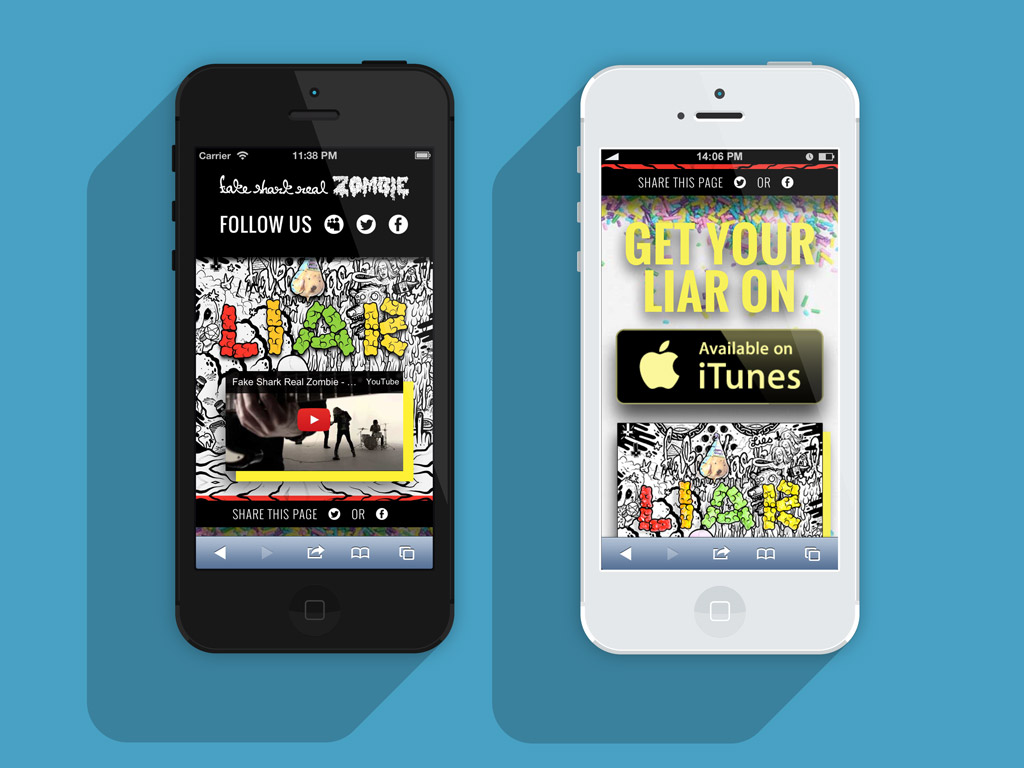 Carrier 11:38 PM
fake shark real ZOMBIE
FOLLOW US
LIAR
Fake Shark Real Zombie - ... YouTube
SHARE THIS PAGE OR
14:06 PM
SHARE THIS PAGE OR
GET YOUR
LIAR ON
Available on
iTunes
Lies
LIAR